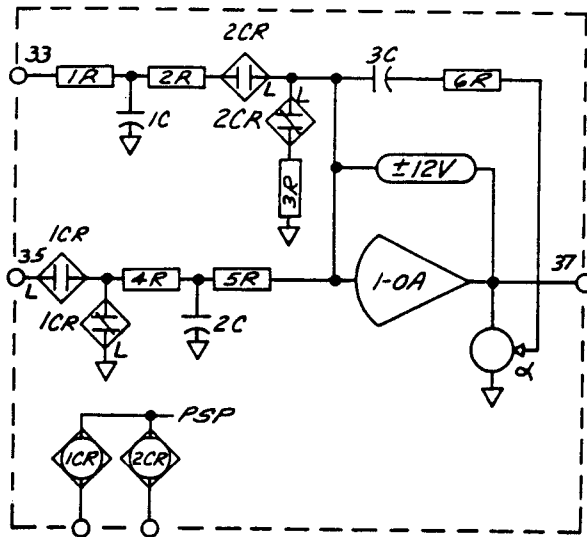 2CR
33
1R
2R
L
3C
6R
1C
2CR
L
3R
±12V
1CR
35
L
4R
5R
1-OA
37
1CR
L
2C
α
PSP
1CR
2CR